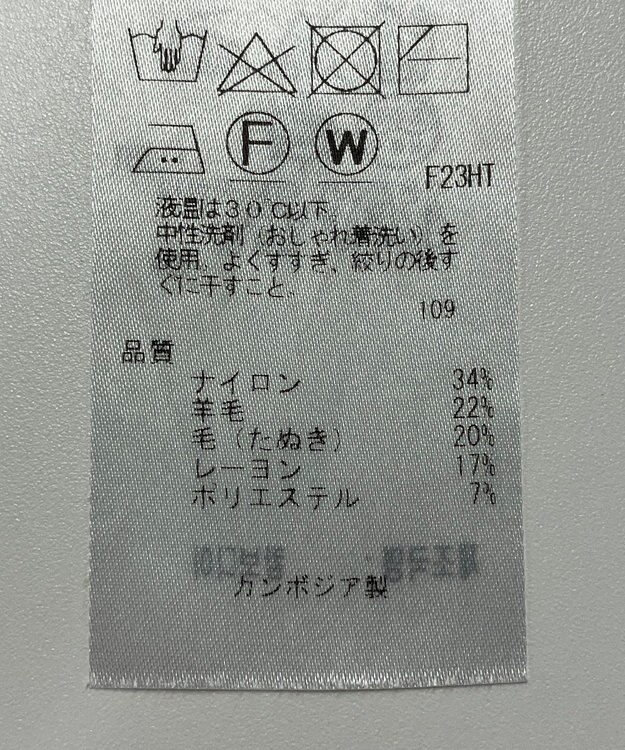 F
W
F23HT
液温は30℃以下、
中性洗剤（おしゃれ着洗い）を
使用、よくすすぎ、絞りの後す
ぐに干すこと。
109
品質
ナイロン 34%
羊毛 22%
毛（たぬき） 20%
レーヨン 17%
ポリエステル 7%
カンボジア製